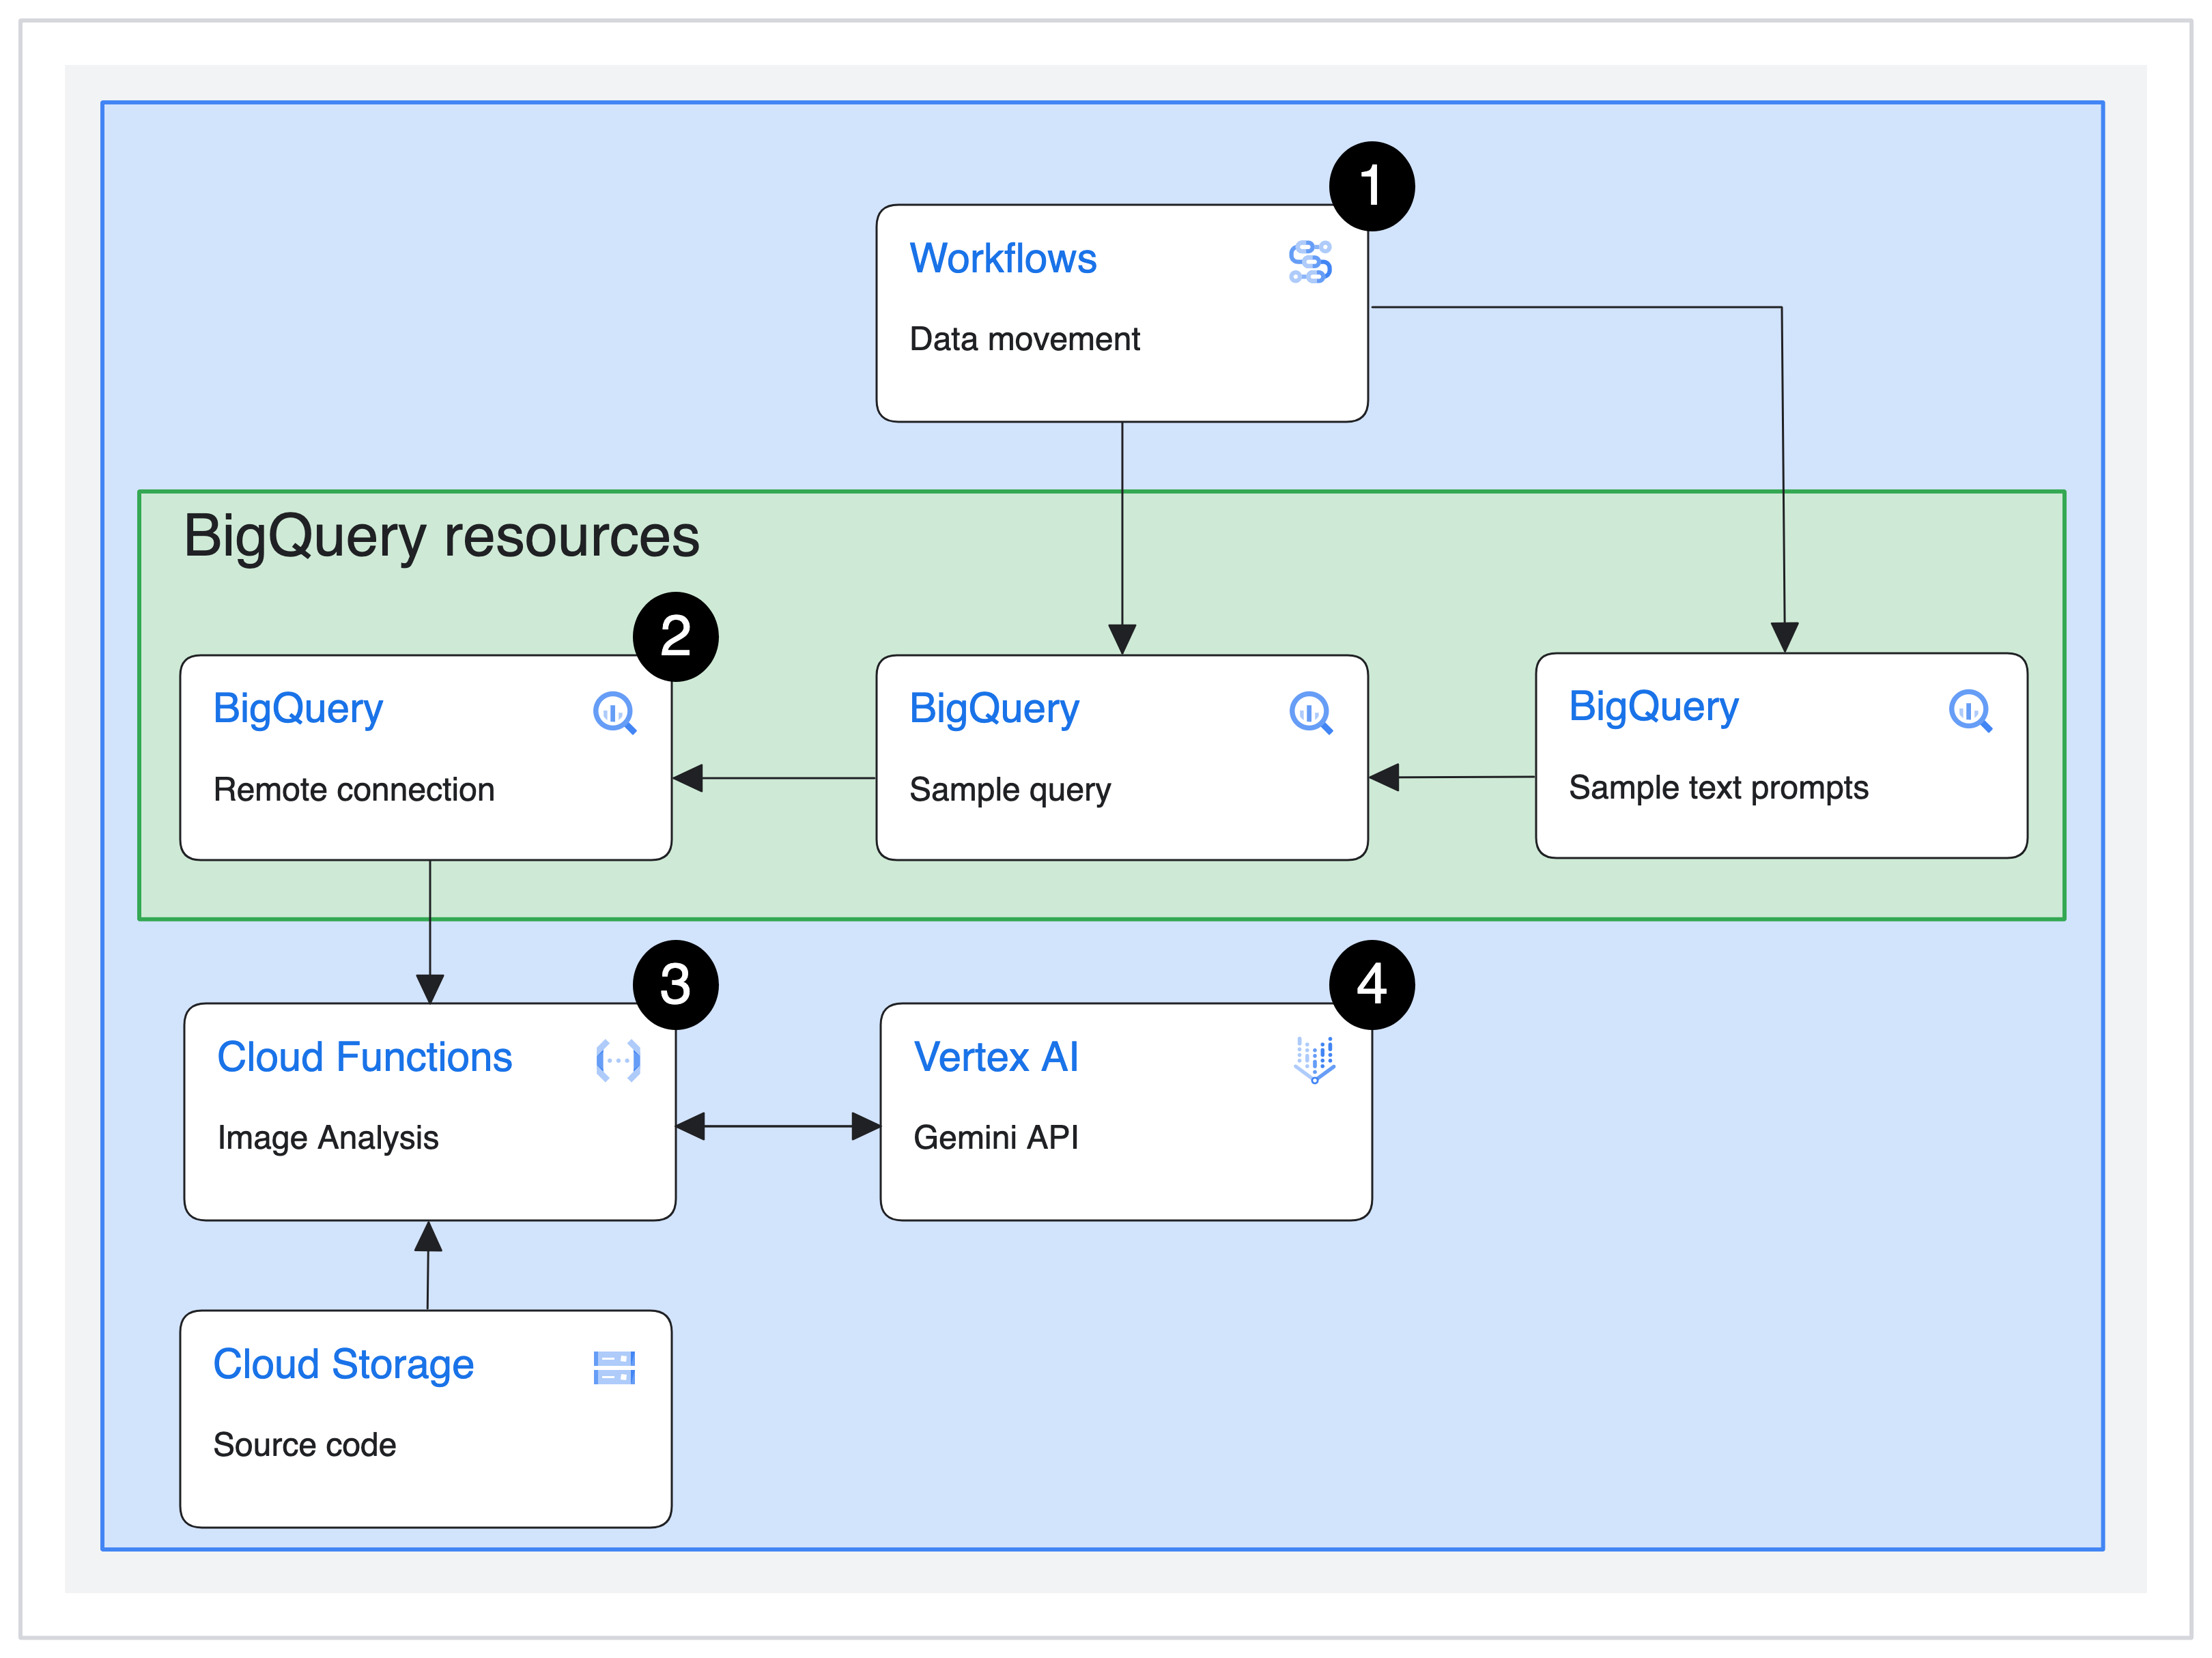 1
Workflows
Data movement
BigQuery resources
2
BigQuery
Remote connection
BigQuery
Sample query
BigQuery
Sample text prompts
3
Cloud Functions
Image Analysis
4
Vertex AI
Gemini API
Cloud Storage
Source code